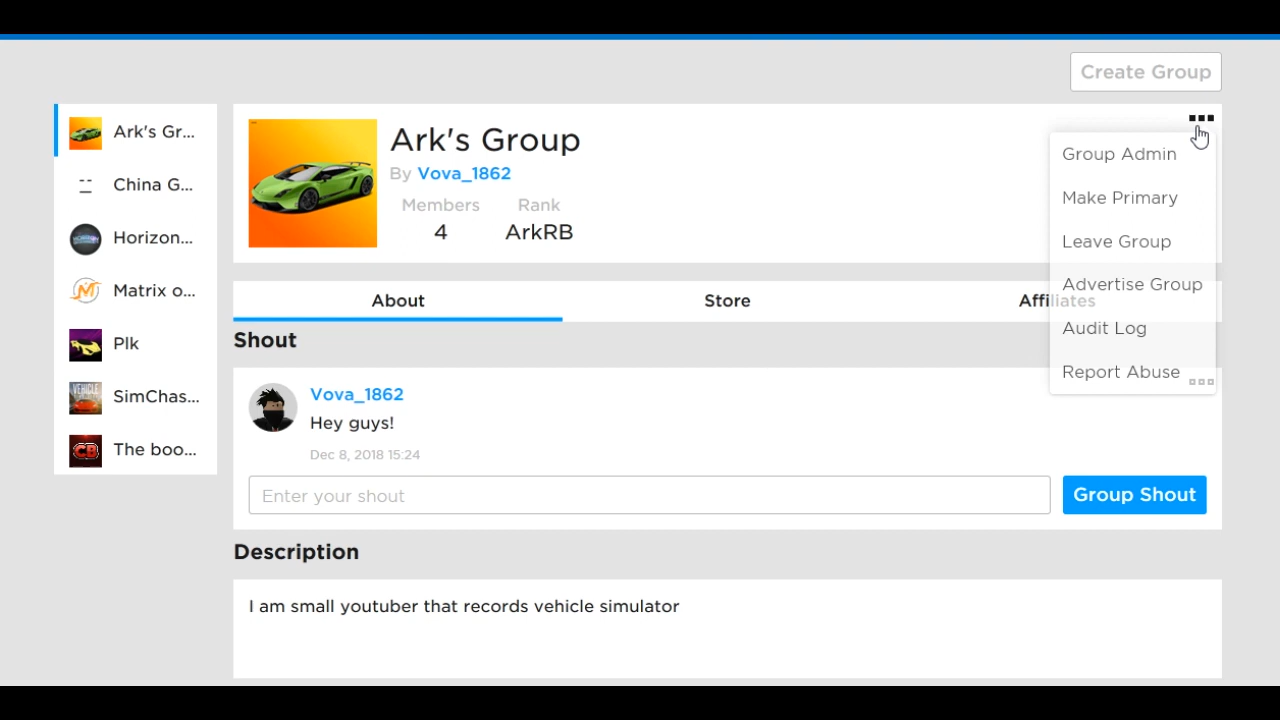 Create Group
Ark's Gr...
China G...
Horizon...
Matrix o...
Plk
SimChas...
The boo...
Ark's Group
By Vova_1862
Members Rank
4 ArkRB
Group Admin
Make Primary
Leave Group
Advertise Group
Audit Log
Report Abuse
About Store Affiliates
Shout
Vova_1862
Hey guys!
Dec 8, 2018 15:24
Enter your shout
Group Shout
Description
I am small youtuber that records vehicle simulator
VEHICLE
CB